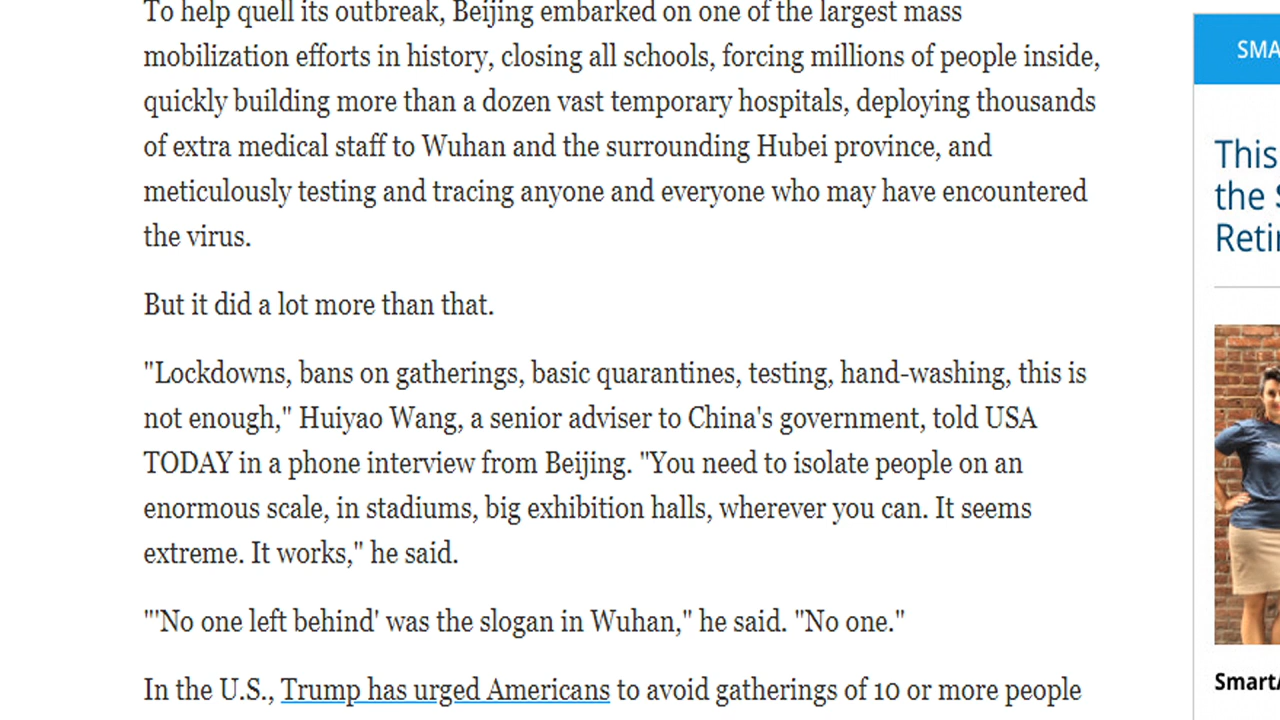 To help quell its outbreak, Beijing embarked on one of the largest mass
mobilization efforts in history, closing all schools, forcing millions of people inside,
quickly building more than a dozen vast temporary hospitals, deploying thousands
of extra medical staff to Wuhan and the surrounding Hubei province, and
meticulously testing and tracing anyone and everyone who may have encountered
the virus.
But it did a lot more than that.
"Lockdowns, bans on gatherings, basic quarantines, testing, hand-washing, this is
not enough," Huiyao Wang, a senior adviser to China's government, told USA
TODAY in a phone interview from Beijing. "You need to isolate people on an
enormous scale, in stadiums, big exhibition halls, wherever you can. It seems
extreme. It works," he said.
"'No one left behind' was the slogan in Wuhan," he said. "No one."
In the U.S., Trump has urged Americans to avoid gatherings of 10 or more people
SMA
This
the
Reti
Smart